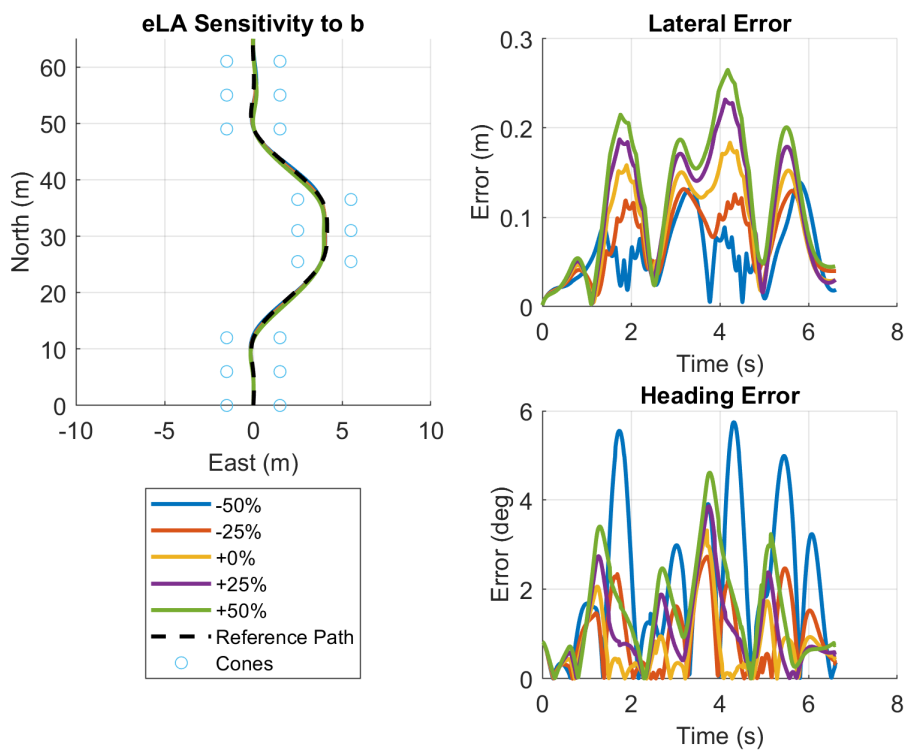 eLA Sensitivity to b
60
50
40
30
20
10
0
North (m)
-10 -5 0 5 10
East (m)
-50%
-25%
+0%
+25%
+50%
Reference Path
Cones
Lateral Error
0.3
0.2
0.1
0
Error (m)
0 2 4 6 8
Time (s)
Heading Error
6
4
2
0
Error (deg)
0 2 4 6 8
Time (s)